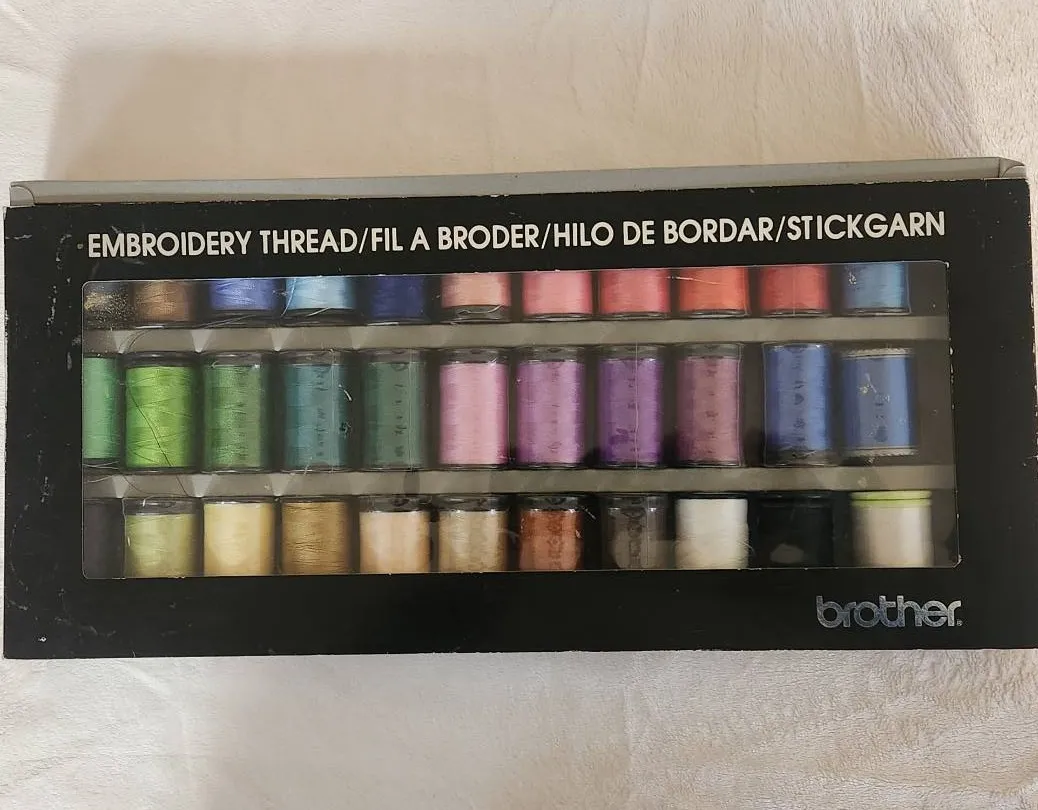 EMBROIDERY THREAD/FIL A BRODER/HILO DE BORDAR/STICKGARN
brother®